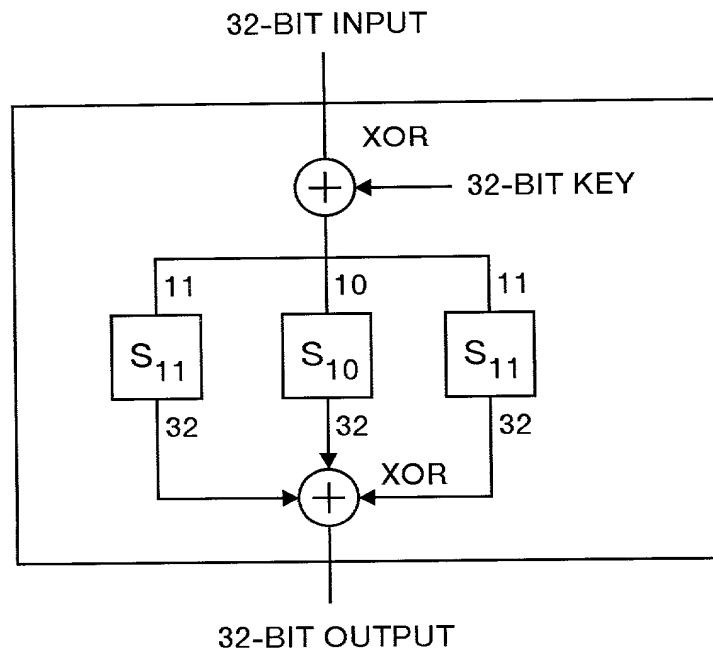 32-BIT INPUT
XOR
32-BIT KEY
11 10 11
S11 S10 S11
32 32 32
XOR
32-BIT OUTPUT